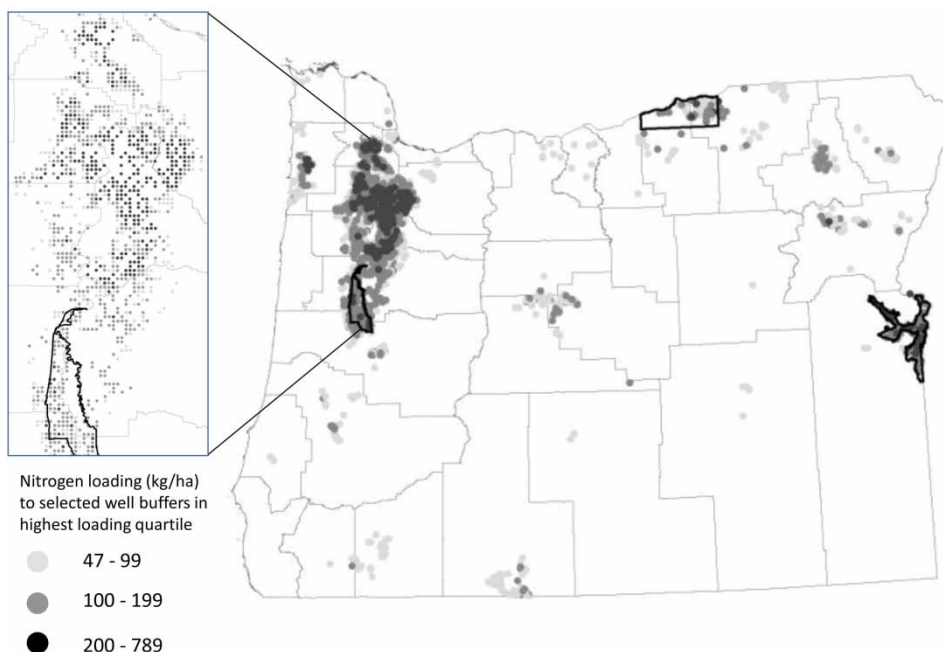 Nitrogen loading (kg/ha)
to selected well buffers in
highest loading quartile
47 - 99
100 - 199
200 - 789